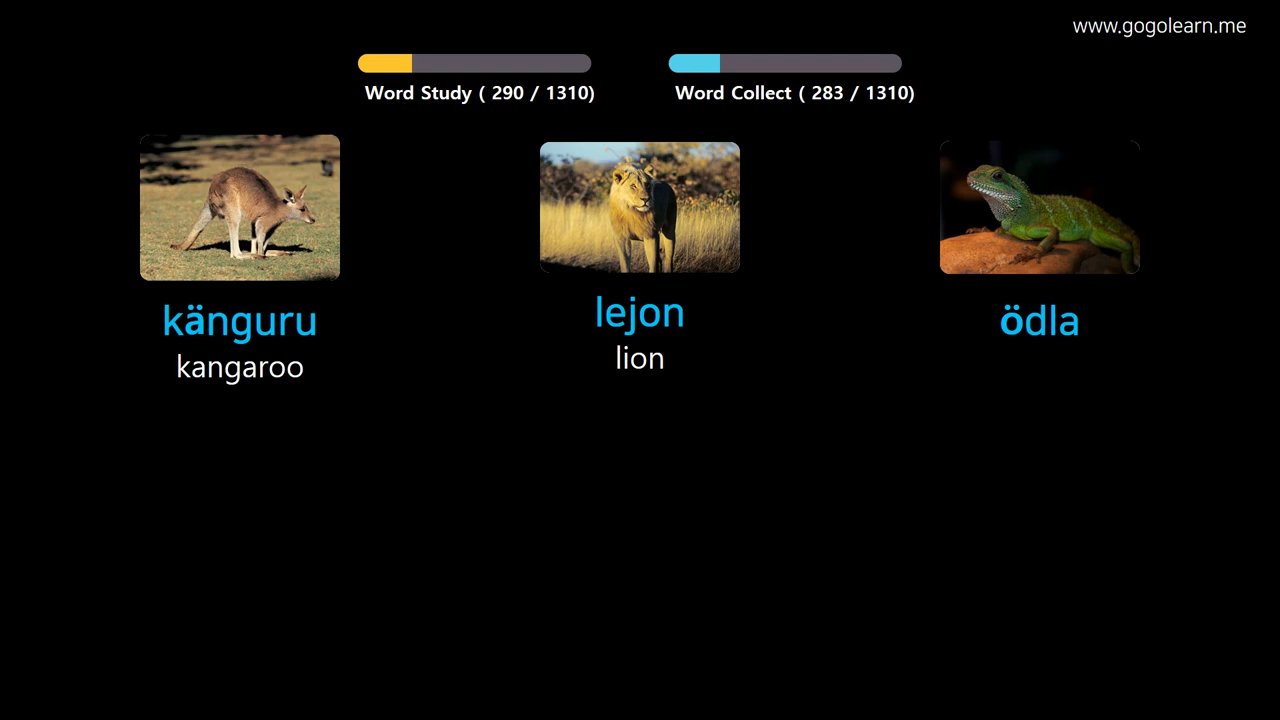 www.gogolearn.me
Word Study ( 290 / 1310)
Word Collect ( 283 / 1310)
känguru
kangaroo
lejon
lion
ödla